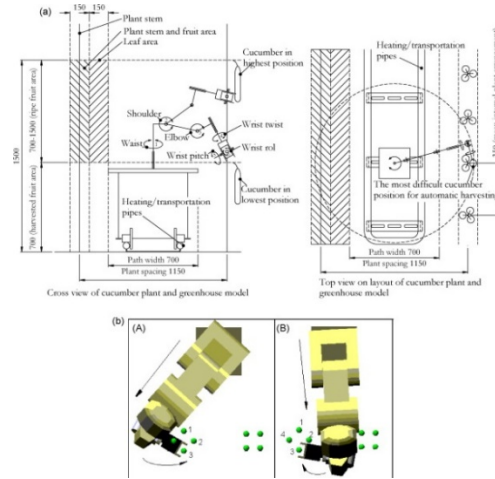 (a)
150 150
Plant stem
Plant stem and fruit area
Leaf area
Cucumber in
highest position
Shoulder
Elbow
Waist
Wrist twist
Wrist rol
Wrist pitch
Cucumber in
lowest position
1500
700-1500 (ripe fruit area)
700 (harvested fruit area)
Heating/transportation
pipes
Path width 700
Plant spacing 1150
Cross view of cucumber plant and greenhouse model
Heating/transportation
pipes
The most difficult cucumber
position for automatic harvesting
Path width 700
Plant spacing 1150
Top view on layout of cucumber plant and
greenhouse model
(b)
(A)
1
2
3
(B)
1
4
2
3